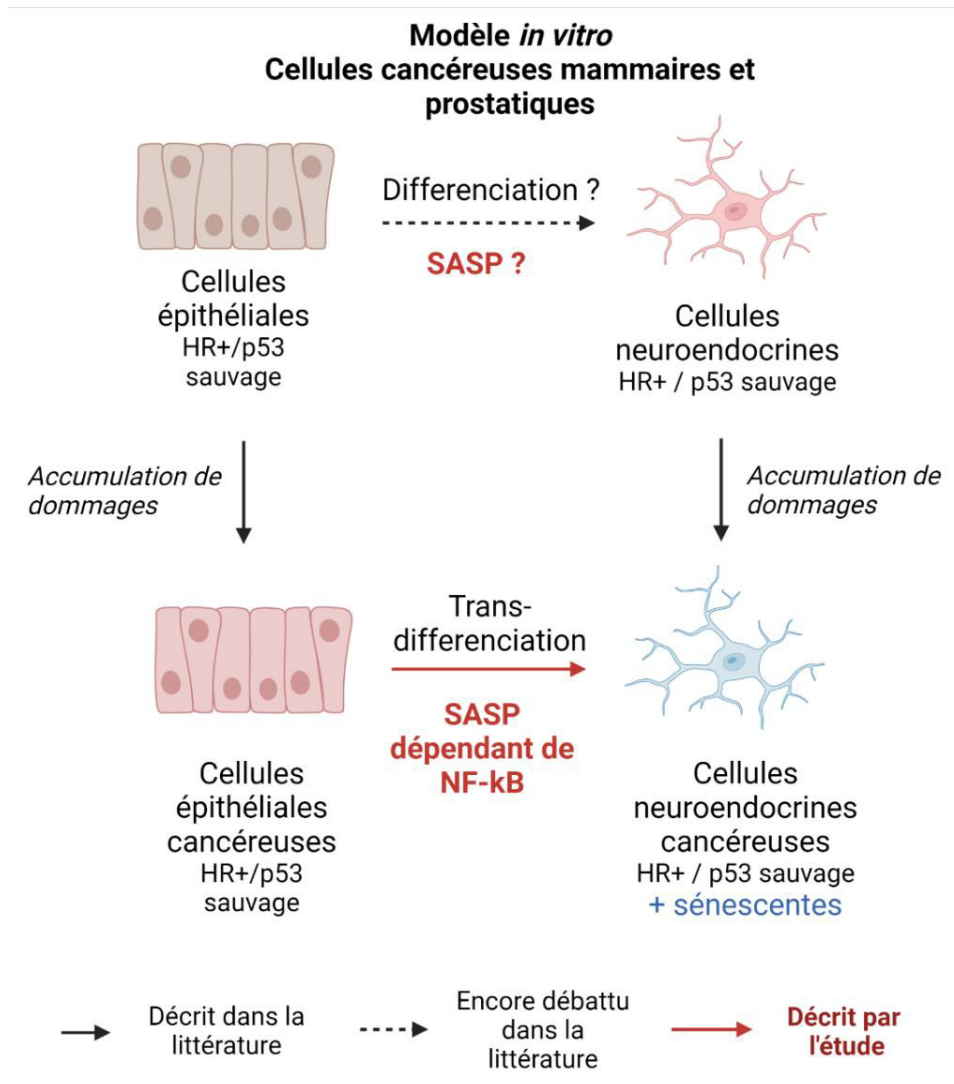 Modèle in vitro
Cellules cancéreuses mammaires et
prostatiques
Differenciation ?
SASP ?
Cellules
épithéliales
HR+/p53
sauvage
Cellules
neuroendocrines
HR+ / p53 sauvage
Accumulation de
dommages
Accumulation de
dommages
Trans-
differenciation
SASP
dépendant de
NF-kB
Cellules
épithéliales
cancéreuses
HR+/p53
sauvage
Cellules
neuroendocrines
cancéreuses
HR+ / p53 sauvage
+ sénescentes
Décrit dans la
littérature
Encore débattu
dans la
littérature
Décrit par
l'étude